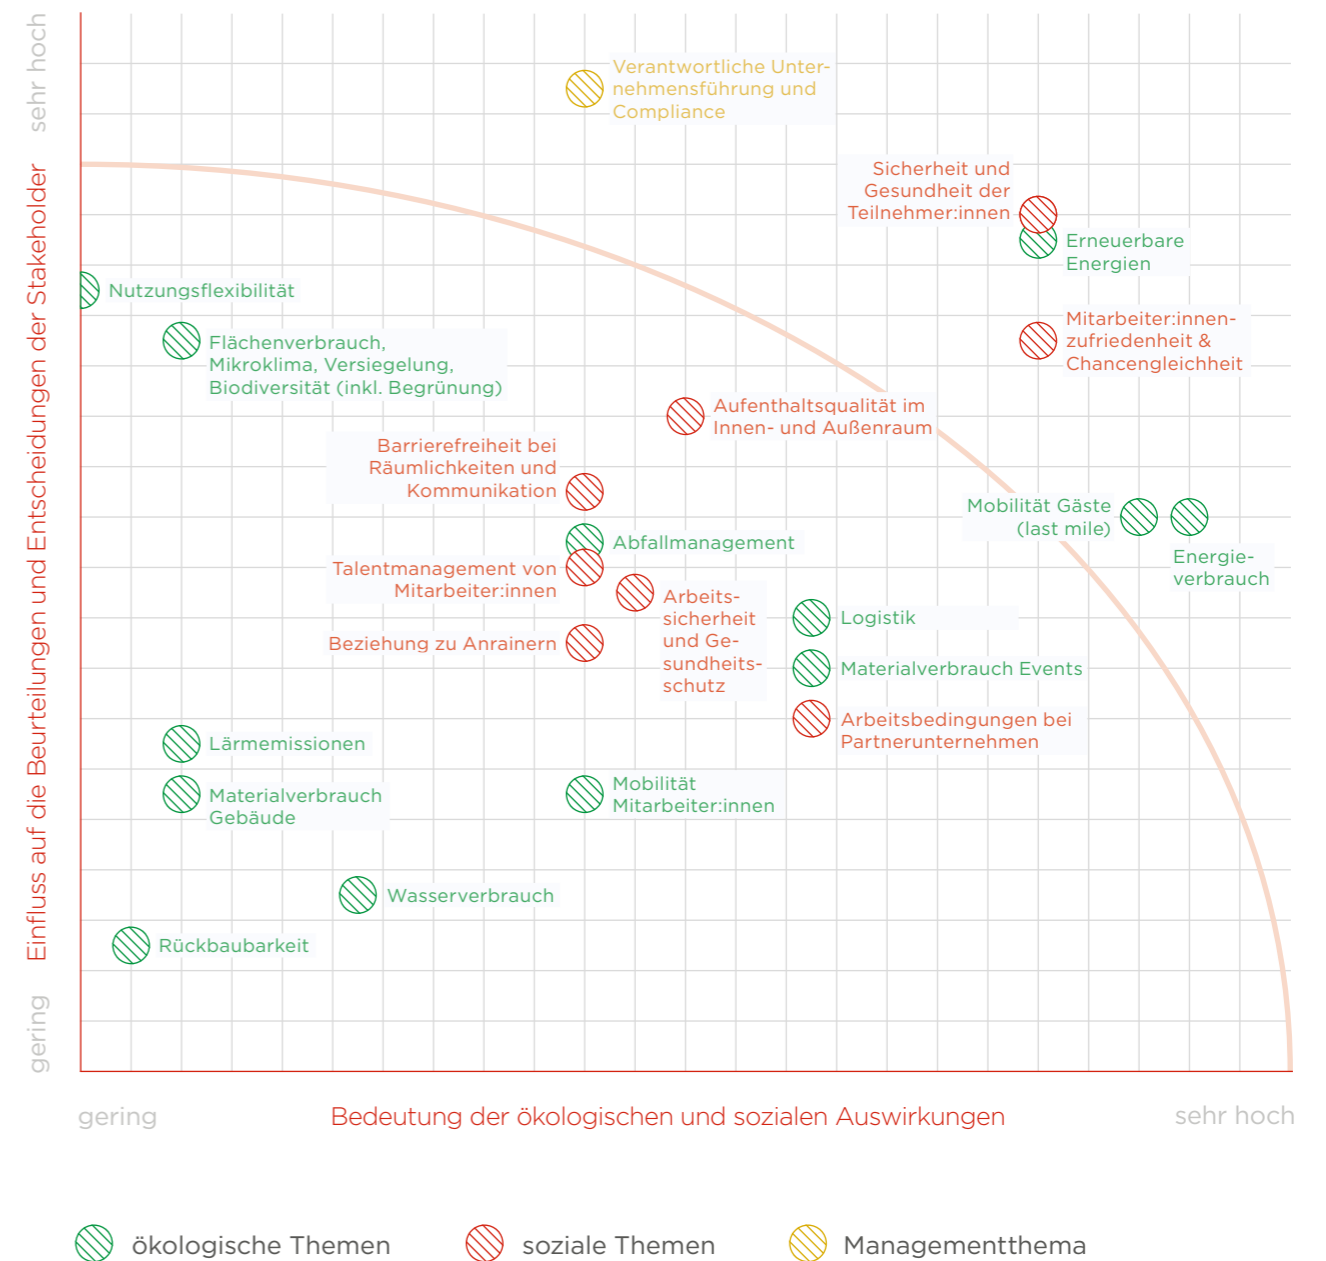 sehr hoch
Einfluss auf die Beurteilungen und Entscheidungen der Stakeholder
gering
Verantwortliche Unter-
nehmensführung und
Compliance
Sicherheit und
Gesundheit der
Teilnehmer:innen
Erneuerbare
Energien
Nutzungsflexibilität
Mitarbeiter:innen-
zufriedenheit &
Chancengleichheit
Flächenverbrauch,
Mikroklima, Versiegelung,
Biodiversität (inkl. Begrünung)
Aufenthaltsqualität im
Innen- und Außenraum
Barrierefreiheit bei
Räumlichkeiten und
Kommunikation
Mobilität Gäste
(last mile)
Energie-
verbrauch
Abfallmanagement
Talentmanagement von
Mitarbeiter:innen
Arbeits-
sicherheit
und Ge-
sundheits-
schutz
Logistik
Beziehung zu Anrainern
Materialverbrauch Events
Arbeitsbedingungen bei
Partnerunternehmen
Lärmemissionen
Materialverbrauch
Gebäude
Mobilität
Mitarbeiter:innen
Wasserverbrauch
Rückbaubarkeit
gering
Bedeutung der ökologischen und sozialen Auswirkungen
sehr hoch
ökologische Themen
soziale Themen
Managementthema